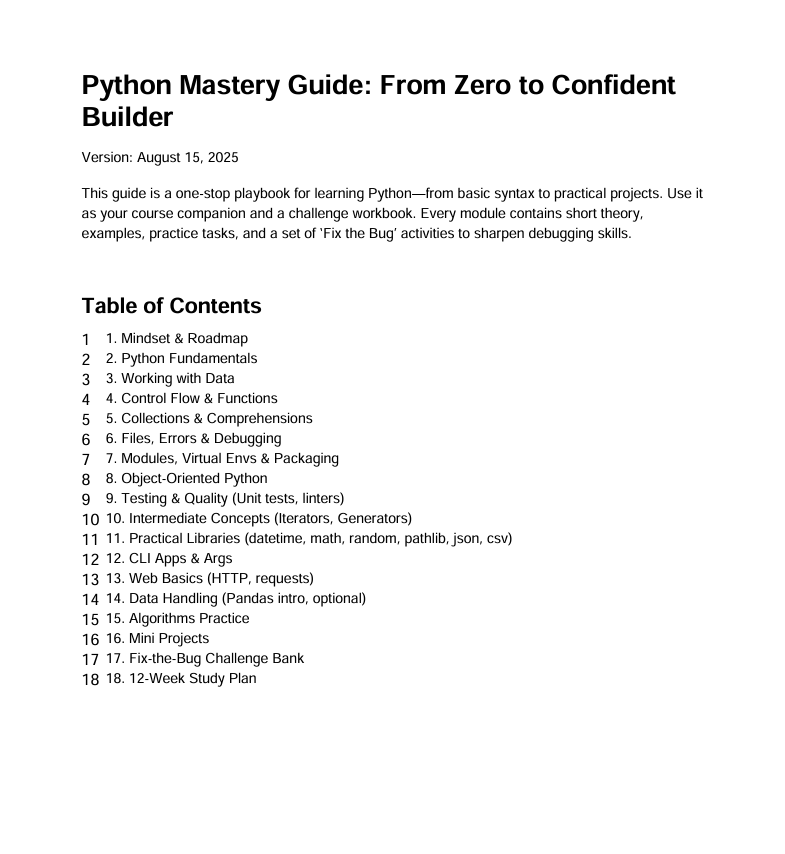 Python Mastery Guide: From Zero to Confident
Builder
Version: August 15, 2025
This guide is a one-stop playbook for learning Python—from basic syntax to practical projects. Use it
as your course companion and a challenge workbook. Every module contains short theory,
examples, practice tasks, and a set of ‘Fix the Bug’ activities to sharpen debugging skills.
Table of Contents
1 1. Mindset & Roadmap
2 2. Python Fundamentals
3 3. Working with Data
4 4. Control Flow & Functions
5 5. Collections & Comprehensions
6 6. Files, Errors & Debugging
7 7. Modules, Virtual Envs & Packaging
8 8. Object-Oriented Python
9 9. Testing & Quality (Unit tests, linters)
10 10. Intermediate Concepts (Iterators, Generators)
11 11. Practical Libraries (datetime, math, random, pathlib, json, csv)
12 12. CLI Apps & Args
13 13. Web Basics (HTTP, requests)
14 14. Data Handling (Pandas intro, optional)
15 15. Algorithms Practice
16 16. Mini Projects
17 17. Fix-the-Bug Challenge Bank
18 18. 12-Week Study Plan